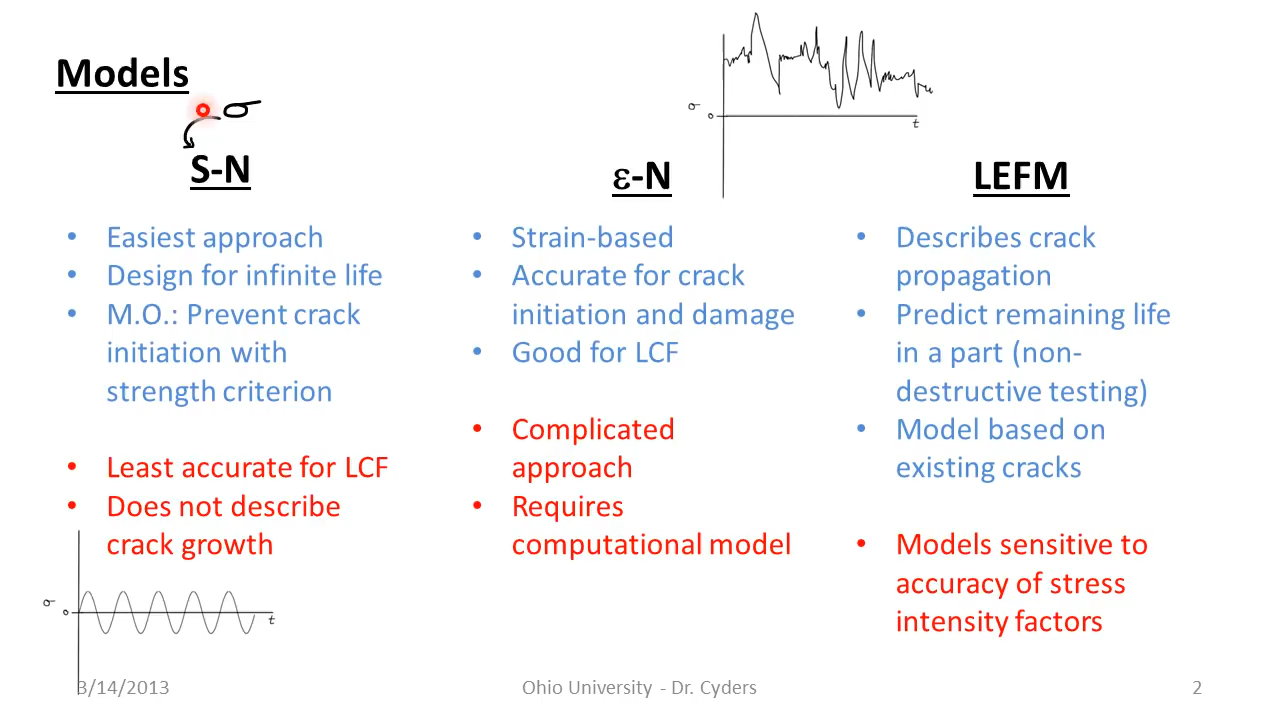 Models
σ
S-N
• Easiest approach
• Design for infinite life
• M.O.: Prevent crack
initiation with
strength criterion
• Least accurate for LCF
• Does not describe
crack growth
σ
0
t
σ
0
t
ε-N
• Strain-based
• Accurate for crack
initiation and damage
• Good for LCF
• Complicated
approach
• Requires
computational model
LEFM
• Describes crack
propagation
• Predict remaining life
in a part (non-
destructive testing)
• Model based on
existing cracks
• Models sensitive to
accuracy of stress
intensity factors
3/14/2013
Ohio University - Dr. Cyders
2